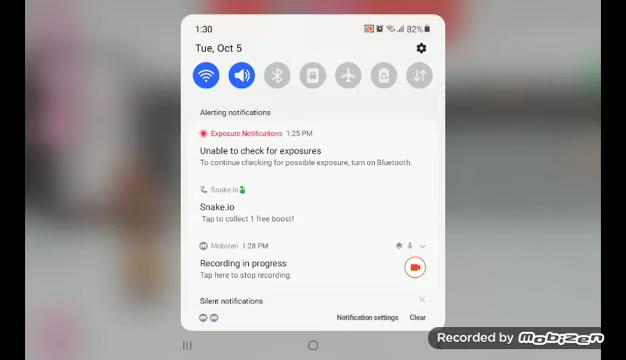 1:30
82%
Tue, Oct 5
Alerting notifications
Exposure Notifications 1:25 PM
Unable to check for exposures
To continue checking for possible exposure, turn on Bluetooth.
Snake.io
Snake.io
Tap to collect 1 free boost!
Mobizen 1:28 PM
Recording in progress
Tap here to stop recording.
Silent notifications
Notification settings Clear
Recorded by Mobizen